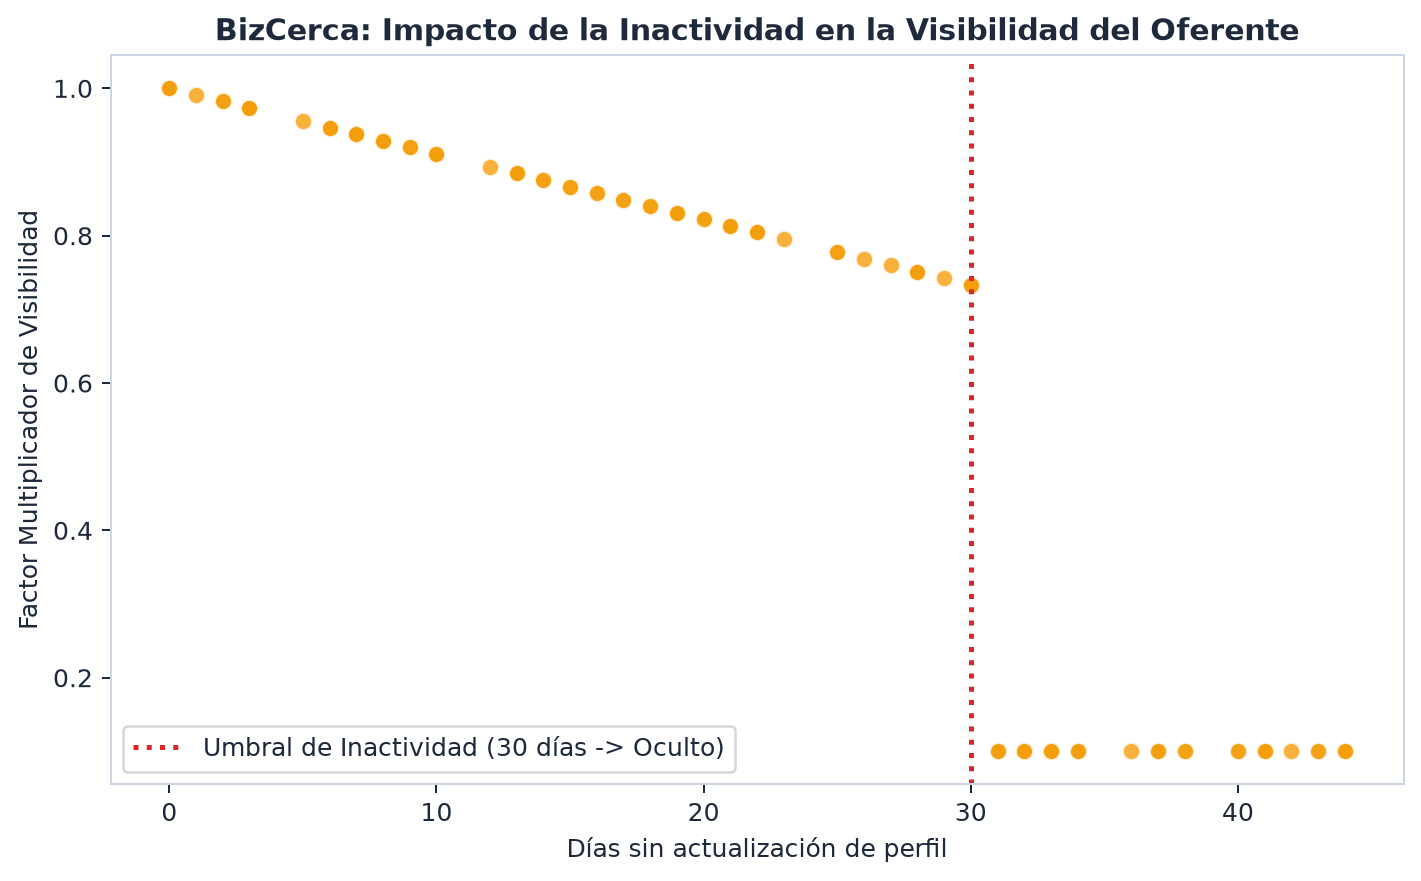 BizCerca: Impacto de la Inactividad en la Visibilidad del Oferente
Factor Multiplicador de Visibilidad
1.0
0.8
0.6
0.4
0.2
Umbral de Inactividad (30 días -> Oculto)
0 10 20 30 40
Días sin actualización de perfil